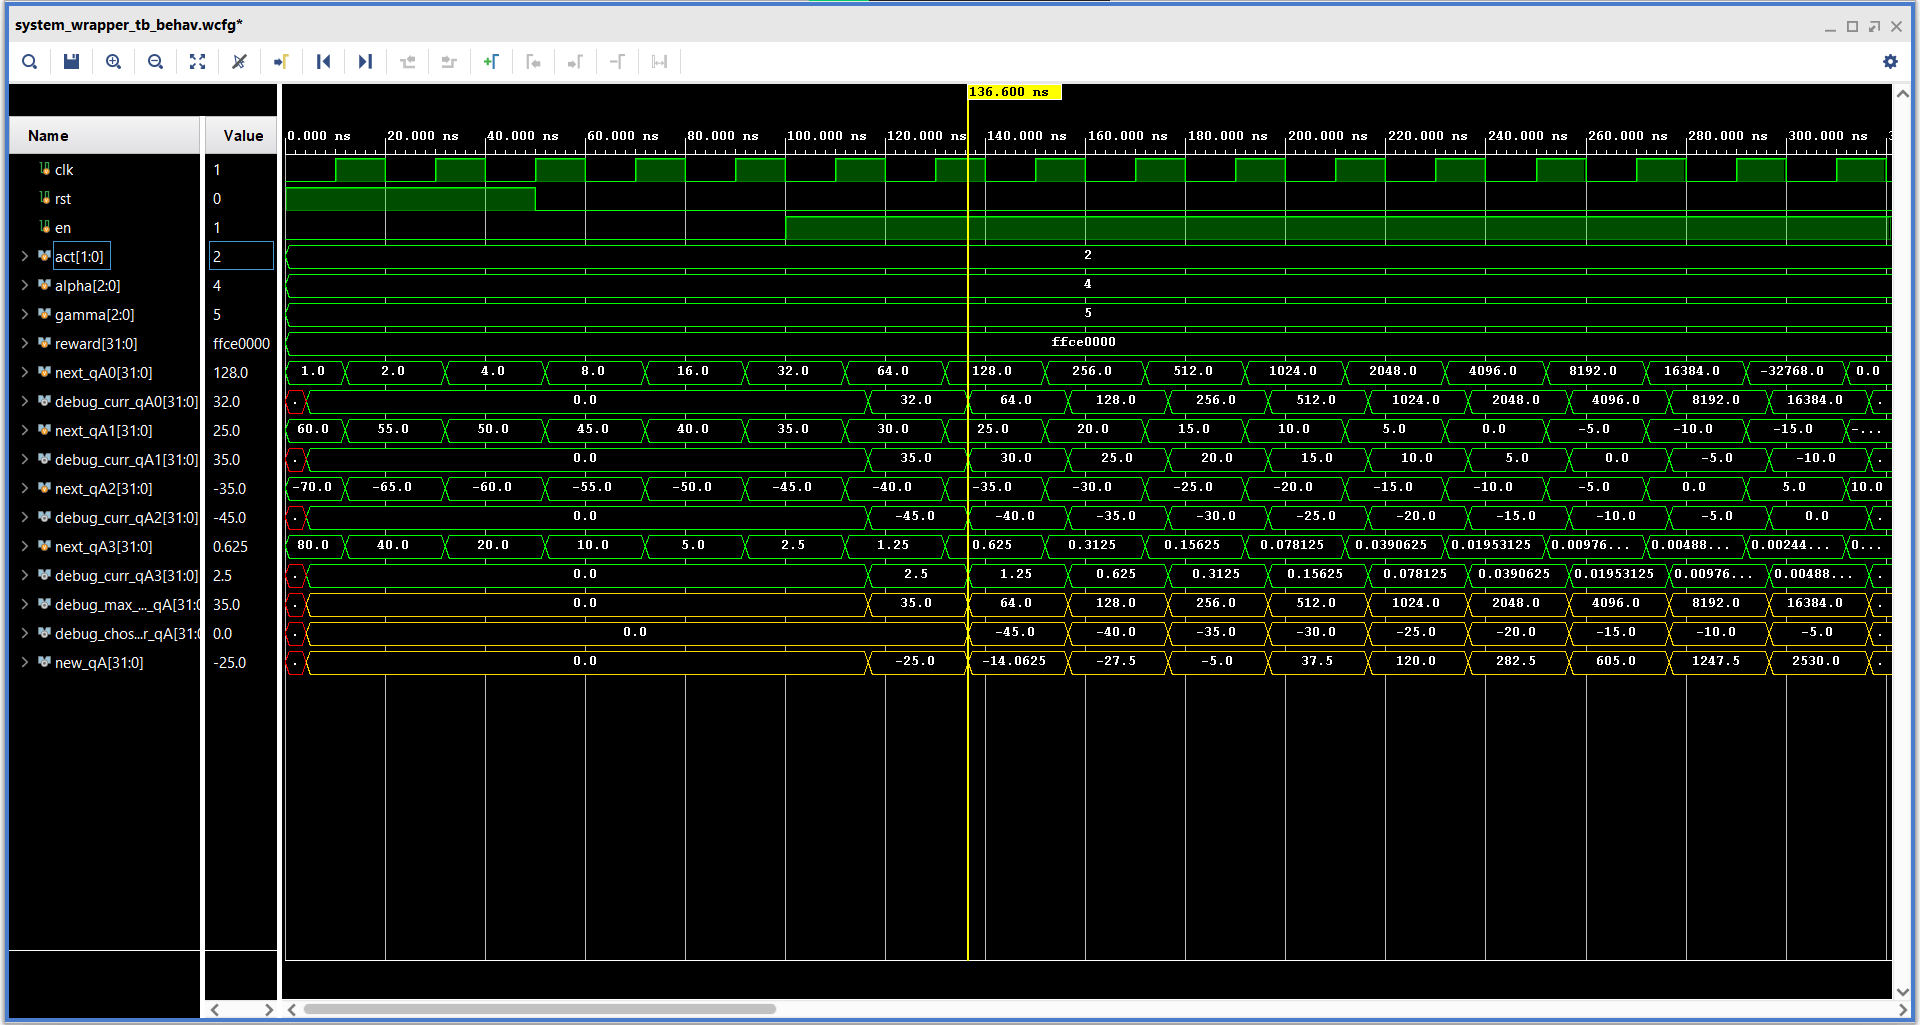 system_wrapper_tb_behav.wcfg*
136.600 ns
Name Value 0.000 ns 20.000 ns 40.000 ns 60.000 ns 80.000 ns 100.000 ns 120.000 ns 140.000 ns 160.000 ns 180.000 ns 200.000 ns 220.000 ns 240.000 ns 260.000 ns 280.000 ns 300.000 ns
clk 1
rst 0
en 1
act[1:0] 2 2
alpha[2:0] 4 4
gamma[2:0] 5 5
reward[31:0] ffce0000 ffce0000
next_qA0[31:0] 128.0 1.0 2.0 4.0 8.0 16.0 32.0 64.0 128.0 256.0 512.0 1024.0 2048.0 4096.0 8192.0 16384.0 -32768.0 0.0
debug_curr_qA0[31:0] 32.0 . 0.0 32.0 64.0 128.0 256.0 512.0 1024.0 2048.0 4096.0 8192.0 16384.0 .
next_qA1[31:0] 25.0 60.0 55.0 50.0 45.0 40.0 35.0 30.0 25.0 20.0 15.0 10.0 5.0 0.0 -5.0 -10.0 -15.0 -...
debug_curr_qA1[31:0] 35.0 . 0.0 35.0 30.0 25.0 20.0 15.0 10.0 5.0 0.0 -5.0 -10.0 .
next_qA2[31:0] -35.0 -70.0 -65.0 -60.0 -55.0 -50.0 -45.0 -40.0 -35.0 -30.0 -25.0 -20.0 -15.0 -10.0 -5.0 0.0 5.0 10.0
debug_curr_qA2[31:0] -45.0 . 0.0 -45.0 -40.0 -35.0 -30.0 -25.0 -20.0 -15.0 -10.0 -5.0 0.0 .
next_qA3[31:0] 0.625 80.0 40.0 20.0 10.0 5.0 2.5 1.25 0.625 0.3125 0.15625 0.078125 0.0390625 0.01953125 0.00976... 0.00488... 0.00244... 0...
debug_curr_qA3[31:0] 2.5 . 0.0 2.5 1.25 0.625 0.3125 0.15625 0.078125 0.0390625 0.01953125 0.00976... 0.00488... .
debug_max_..._qA[31:0 35.0 . 0.0 35.0 64.0 128.0 256.0 512.0 1024.0 2048.0 4096.0 8192.0 16384.0 .
debug_chos...r_qA[31:0 0.0 . 0.0 -45.0 -40.0 -35.0 -30.0 -25.0 -20.0 -15.0 -10.0 -5.0 .
new_qA[31:0] -25.0 . 0.0 -25.0 -14.0625 -27.5 -5.0 37.5 120.0 282.5 605.0 1247.5 2530.0 .